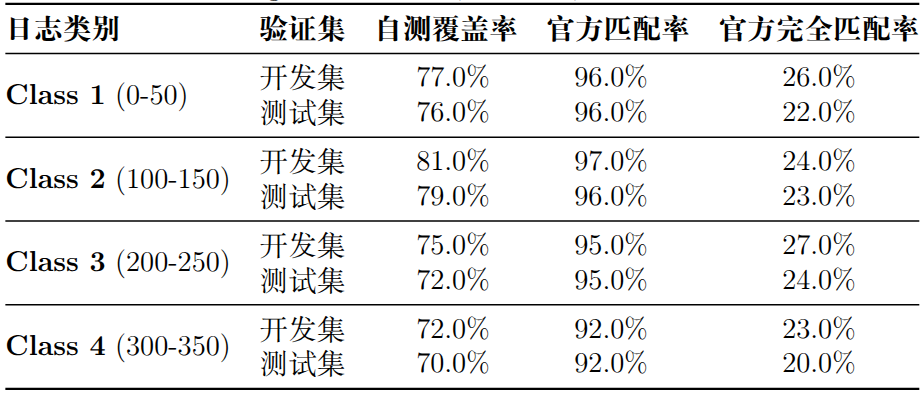 日志类别 验证集 自测覆盖率 官方匹配率 官方完全匹配率
Class 1 (0-50) 开发集 77.0% 96.0% 26.0%
测试集 76.0% 96.0% 22.0%
Class 2 (100-150) 开发集 81.0% 97.0% 24.0%
测试集 79.0% 96.0% 23.0%
Class 3 (200-250) 开发集 75.0% 95.0% 27.0%
测试集 72.0% 95.0% 24.0%
Class 4 (300-350) 开发集 72.0% 92.0% 23.0%
测试集 70.0% 92.0% 20.0%